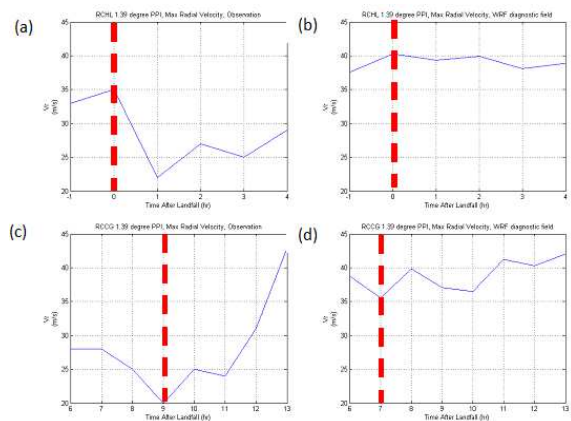 (a)
RCHL 1.39 degree PPI, Max Radial Velocity, Observation
45
40
35
30
25
20
Vr
(m/s)
-1 0 1 2 3 4
Time After Landfall (hr)
(b)
RCHL 1.39 degree PPI, Max Radial Velocity, WRF diagnostic field
45
40
35
30
25
20
Vr
(m/s)
-1 0 1 2 3 4
Time After Landfall (hr)
(c)
RCCG 1.39 degree PPI, Max Radial Velocity, Observation
45
40
35
30
25
20
Vr
(m/s)
6 7 8 9 10 11 12 13
Time After Landfall (hr)
(d)
RCCG 1.39 degree PPI, Max Radial Velocity, WRF diagnostic field
45
40
35
30
25
20
Vr
(m/s)
6 7 8 9 10 11 12 13
Time After Landfall (hr)